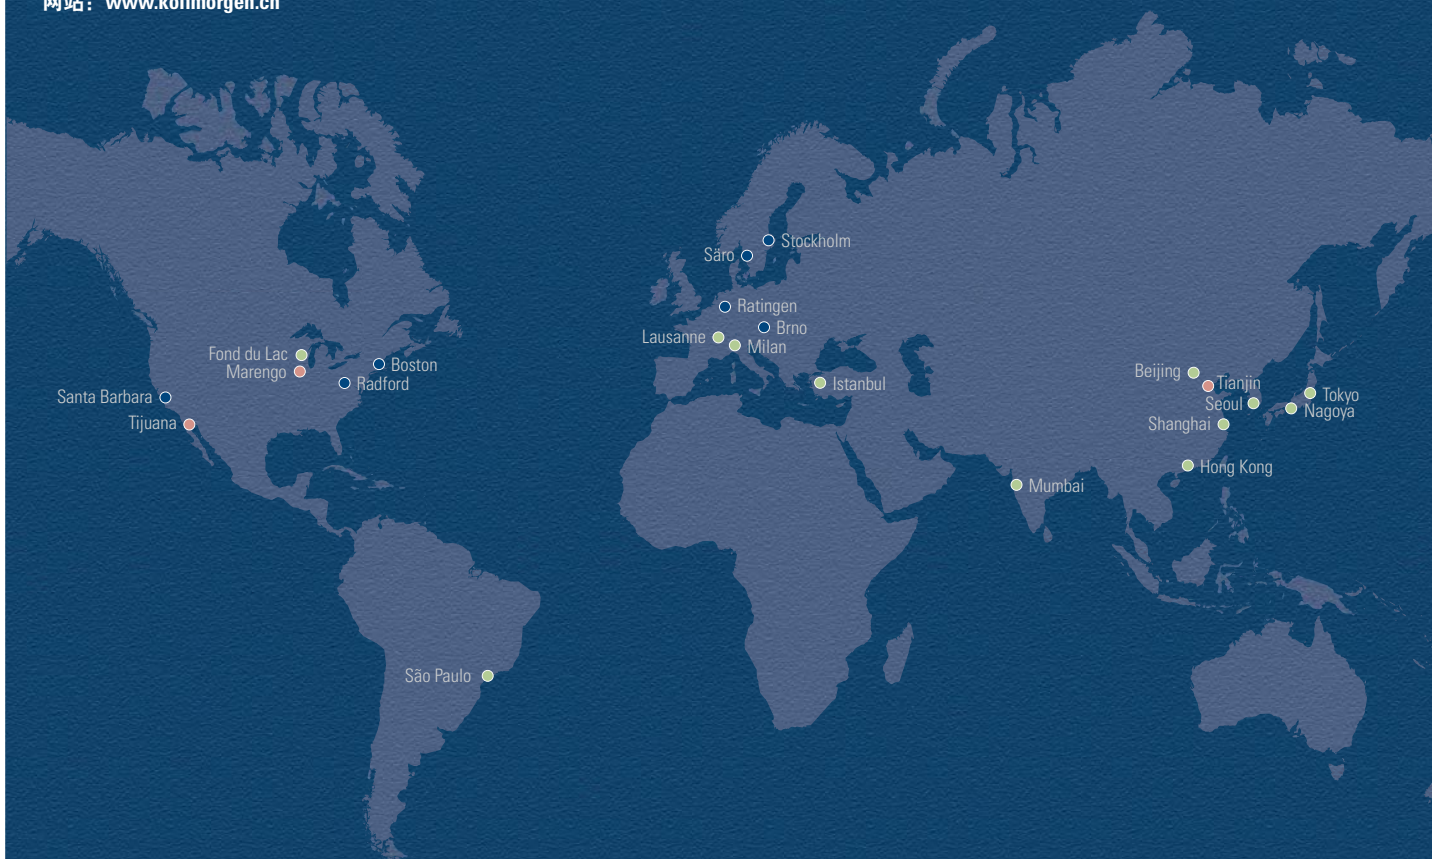 网站：www.kollmorgen.cn
Stockholm
Säro
Ratingen
Brno
Lausanne
Milan
Fond du Lac
Boston
Marengo
Radford
Istanbul
Beijing
Tianjin
Santa Barbara
Tokyo
Seoul
Nagoya
Tijuana
Shanghai
Hong Kong
Mumbai
São Paulo